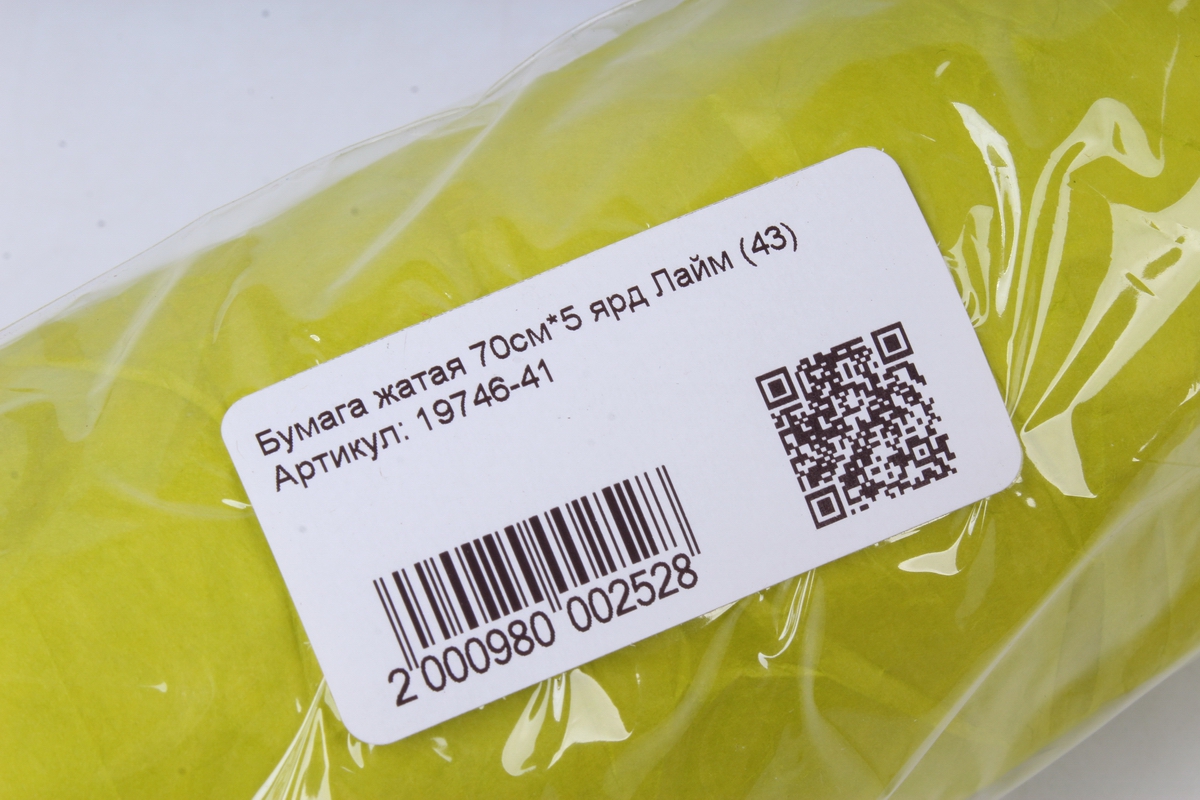 Бумага жатая 70см*5 ярд Лайм (43)
Артикул: 19746-41
2 000980 002528